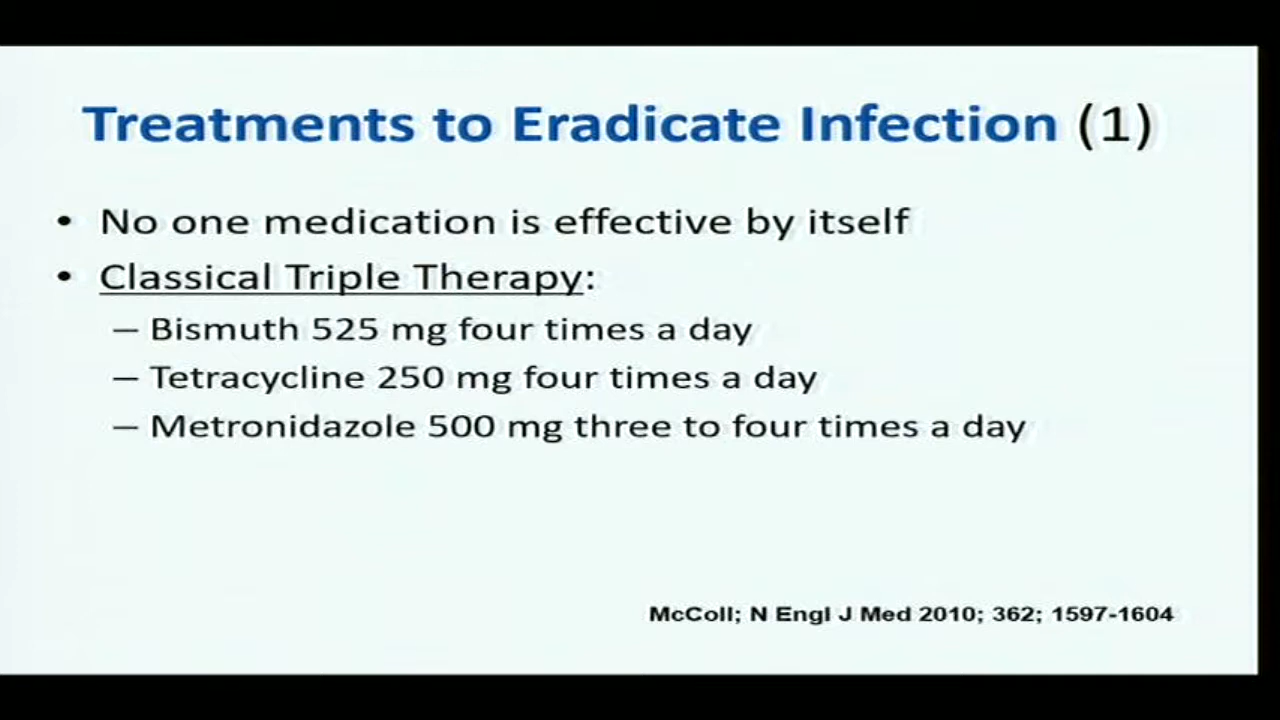 Treatments to Eradicate Infection (1)
• No one medication is effective by itself
• Classical Triple Therapy:
– Bismuth 525 mg four times a day
– Tetracycline 250 mg four times a day
– Metronidazole 500 mg three to four times a day
McColl; N Engl J Med 2010; 362; 1597-1604